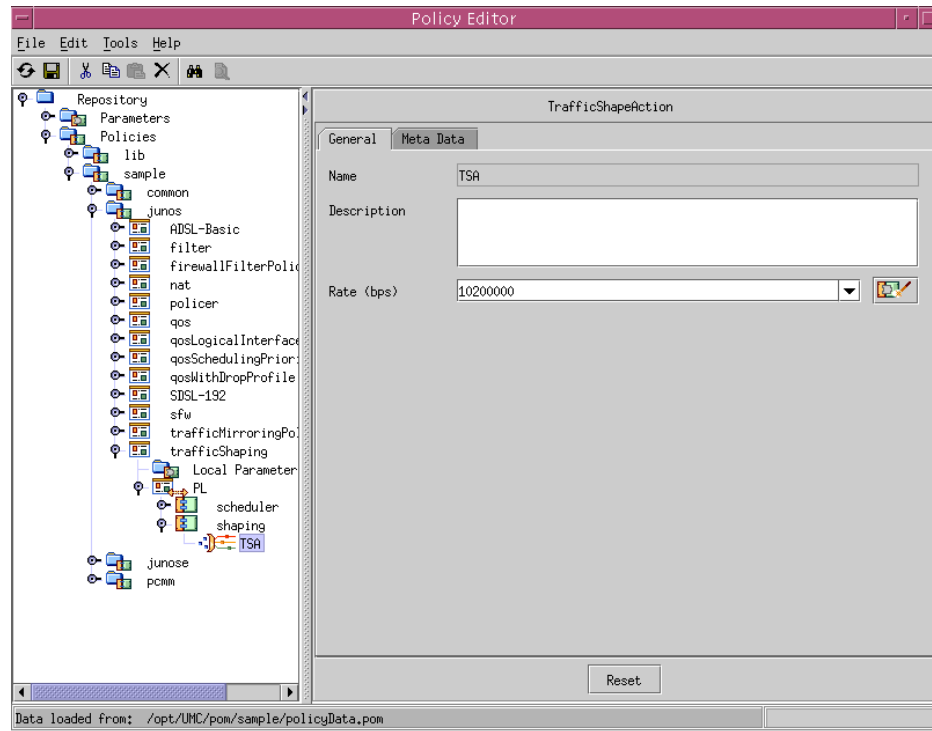 Policy Editor
File Edit Tools Help
Repository
Parameters
Policies
lib
sample
common
junos
ADSL-Basic
filter
firewallFilterPolic
nat
policer
qos
qosLogicalInterface
qosSchedulingPrior
qosWithDropProfile
SDSL-192
sfw
trafficMirroringPol
trafficShaping
Local Parameter
PL
scheduler
shaping
TSA
junose
pcmm
TrafficShapeAction
General Meta Data
Name TSA
Description
Rate (bps) 10200000
Reset
Data loaded from: /opt/UMC/pom/sample/policyData.pom